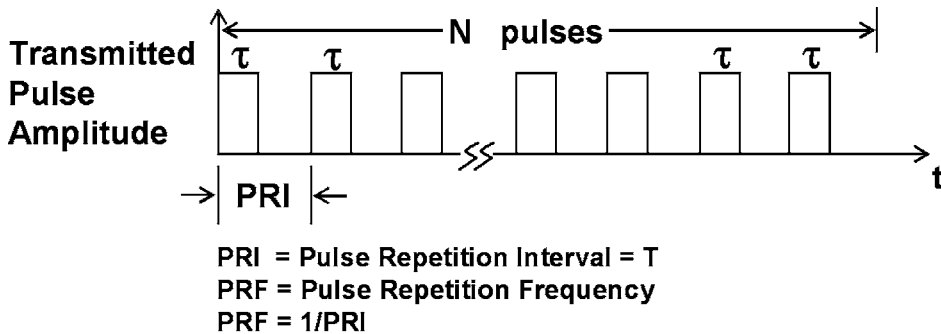 N pulses
Transmitted
Pulse
Amplitude
τ τ τ τ
t
PRI
PRI = Pulse Repetition Interval = T
PRF = Pulse Repetition Frequency
PRF = 1/PRI